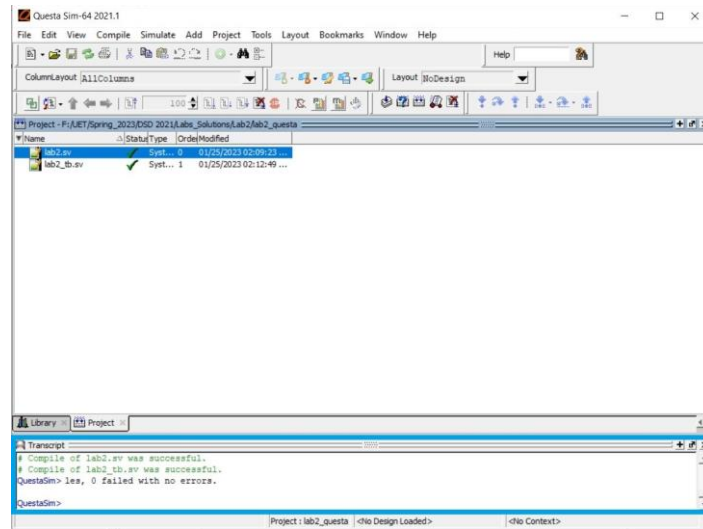 Questa Sim-64 2021.1
File Edit View Compile Simulate Add Project Tools Layout Bookmarks Window Help
Help
ColumnLayout AllColumns
Layout NoDesign
100
Project - F:/UET/Spring_2023/DSD 2021/Labs_Solutions/Lab2/lab2_questa
Name Status Type Order Modified
lab2.sv Syst... 0 01/25/2023 02:09:23 ...
lab2_tb.sv Syst... 1 01/25/2023 02:12:49 ...
Library Project
Transcript
# Compile of lab2.sv was successful.
# Compile of lab2_tb.sv was successful.
QuestaSim> les, 0 failed with no errors.
QuestaSim>
Project : lab2_questa <No Design Loaded> <No Context>